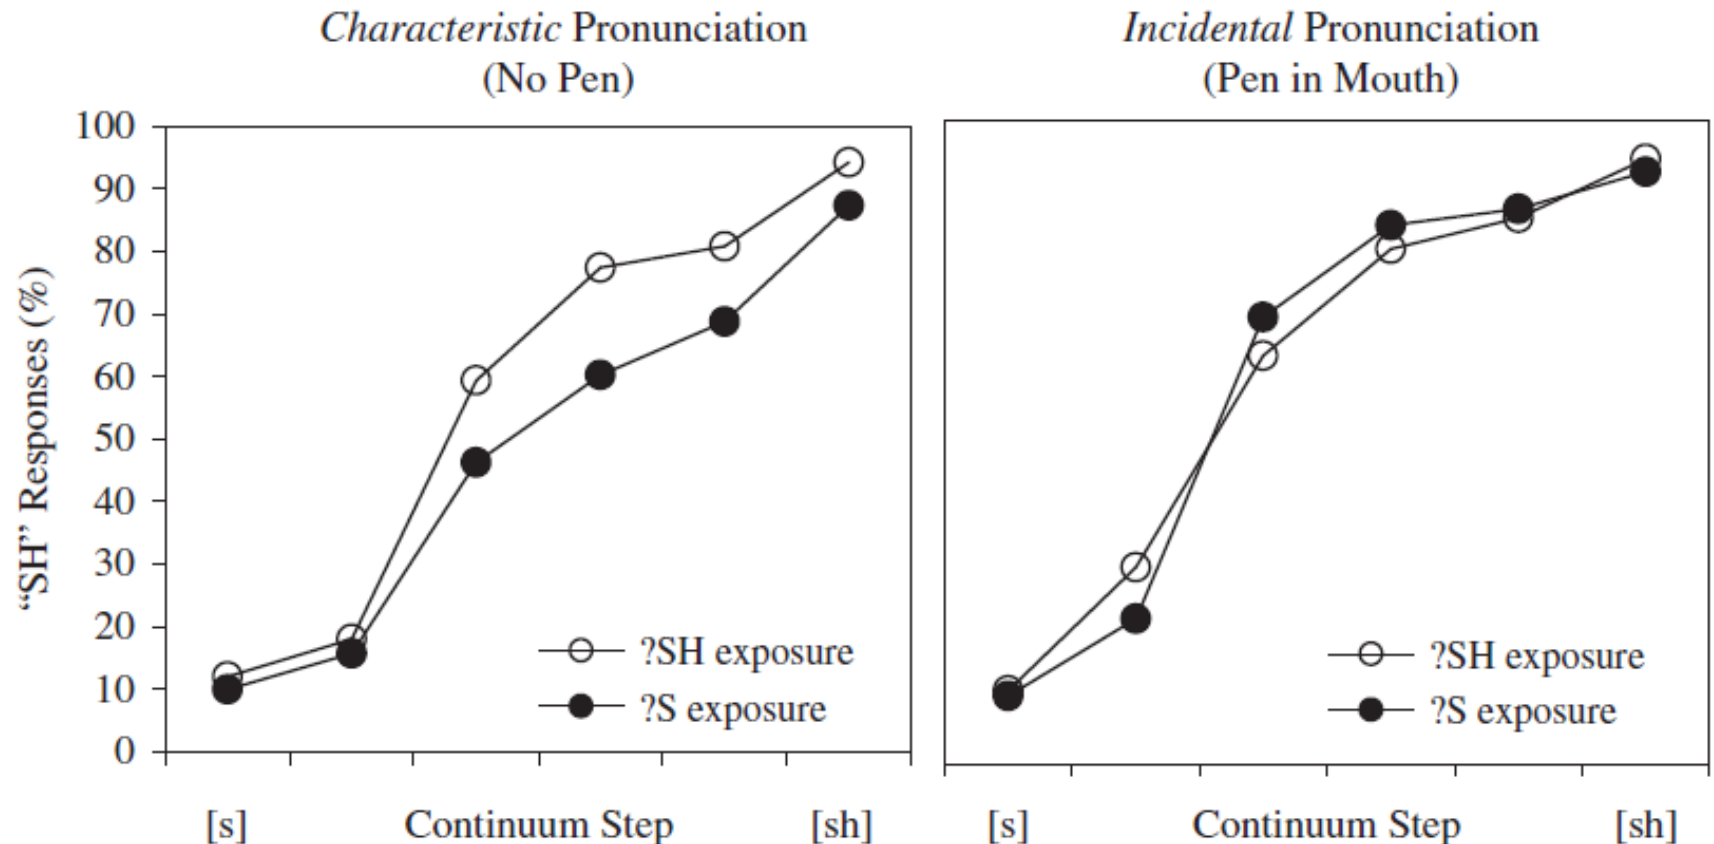 Characteristic Pronunciation
(No Pen)
Incidental Pronunciation
(Pen in Mouth)
"SH" Responses (%)
100
90
80
70
60
50
40
30
20
10
0
?SH exposure
?S exposure
[s] Continuum Step [sh]
?SH exposure
?S exposure
[s] Continuum Step [sh]